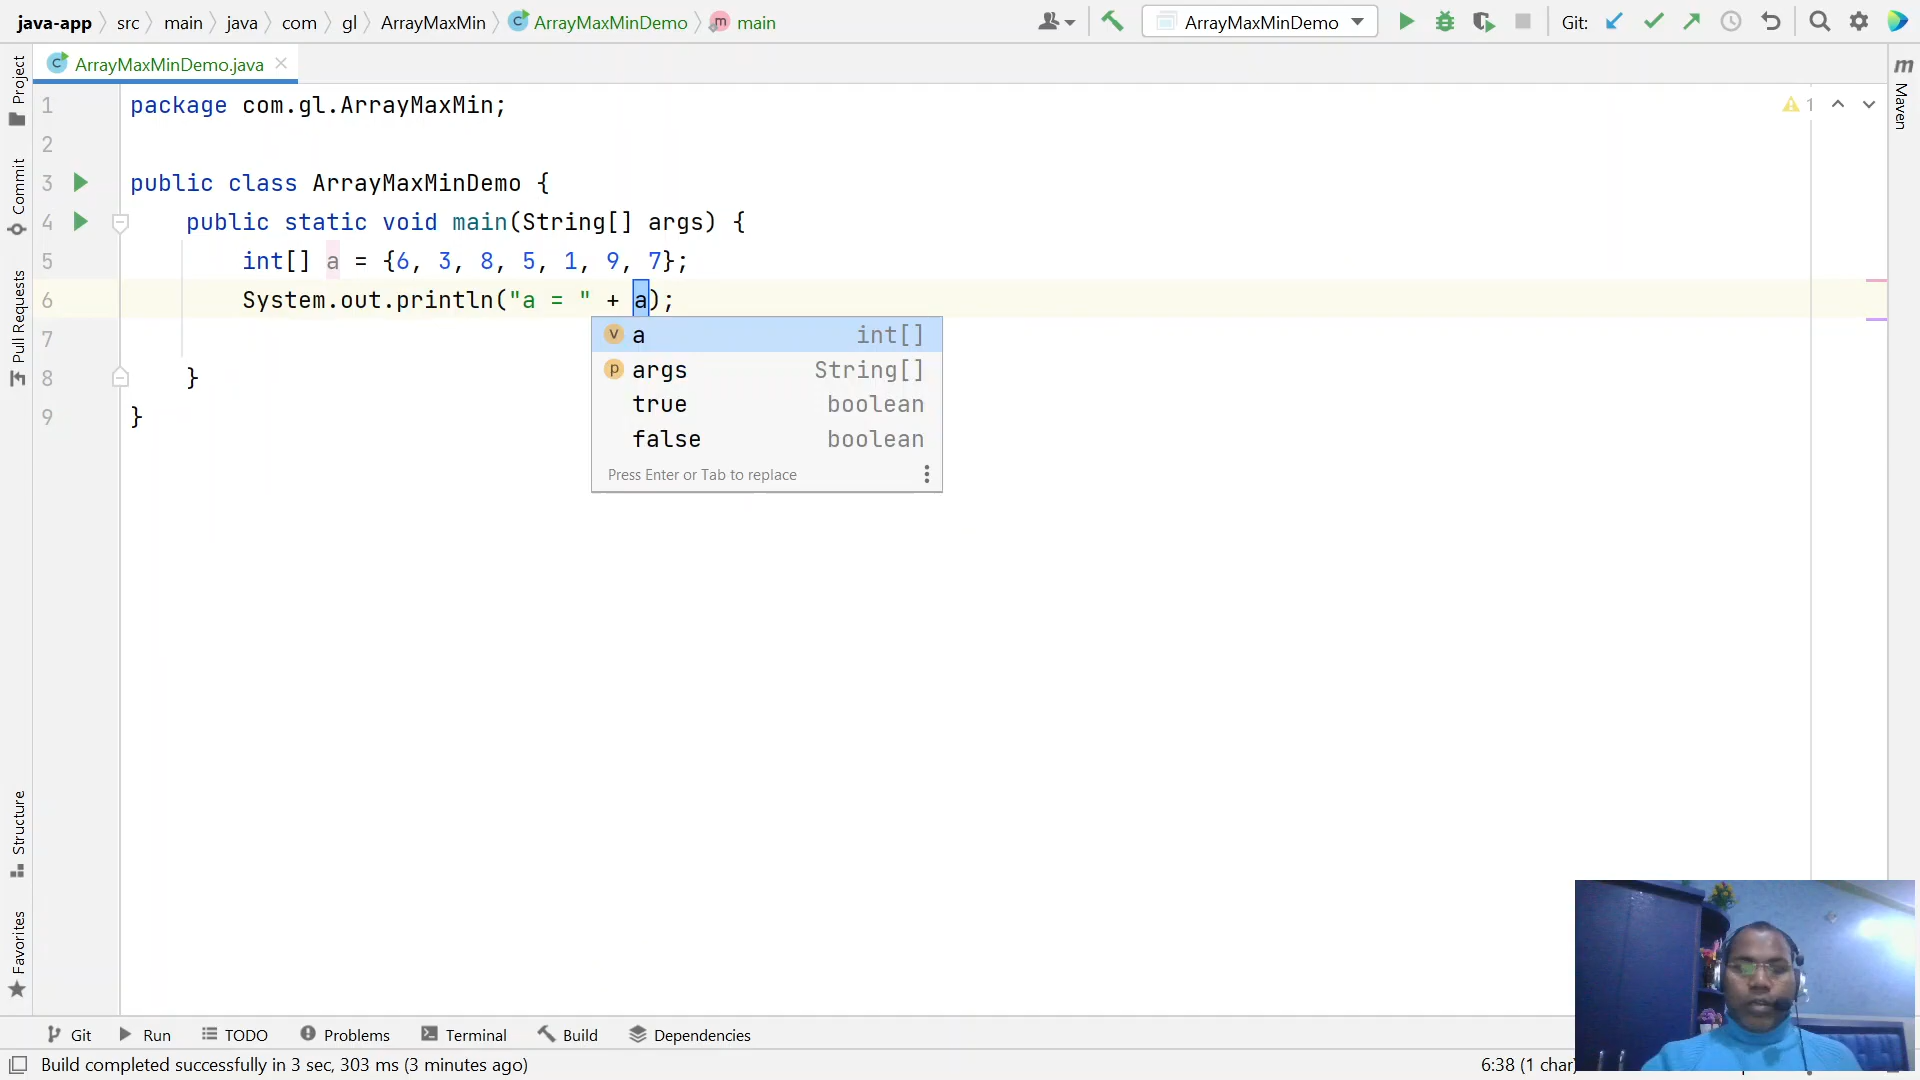 java-app src main java com gl ArrayMaxMin ArrayMaxMinDemo m main ArrayMaxMinDemo Git:
ArrayMaxMinDemo.java
Project
Commit
Pull Requests
Structure
Favorites
m
Maven
1
1 package com.gl.ArrayMaxMin;
2
3 public class ArrayMaxMinDemo {
4 public static void main(String[] args) {
5 int[] a = {6, 3, 8, 5, 1, 9, 7};
6 System.out.println("a = " + a);
7
8 }
9 }
v a int[]
p args String[]
true boolean
false boolean
Press Enter or Tab to replace
Git Run TODO Problems Terminal Build Dependencies
Build completed successfully in 3 sec, 303 ms (3 minutes ago) 6:38 (1 char)